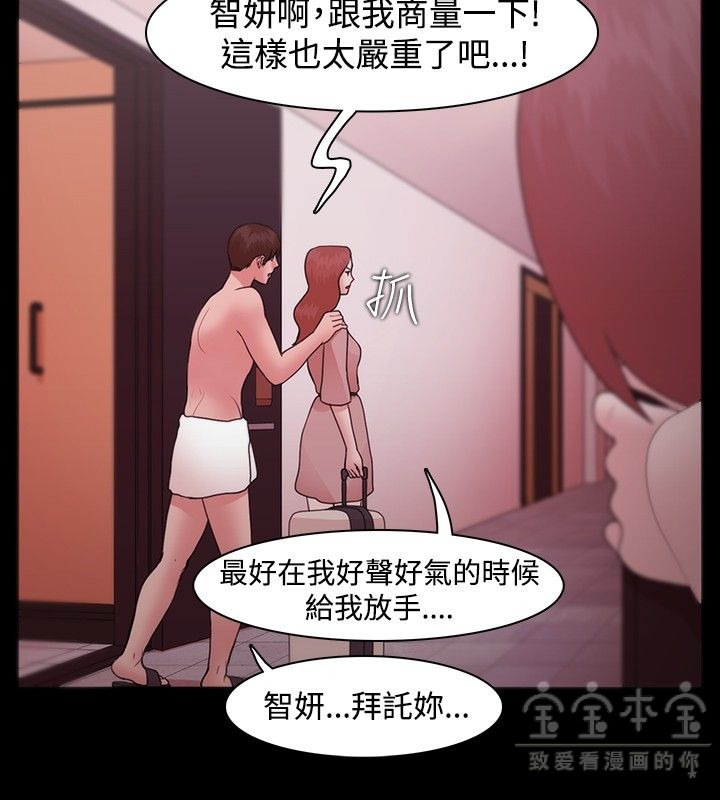 智妍啊，跟我商量一下!
這樣也太嚴重了吧...!
抓
最好在我好聲好氣的時候
給我放手....
智妍...拜託妳...
宝宝本宝
致爱看漫画的你